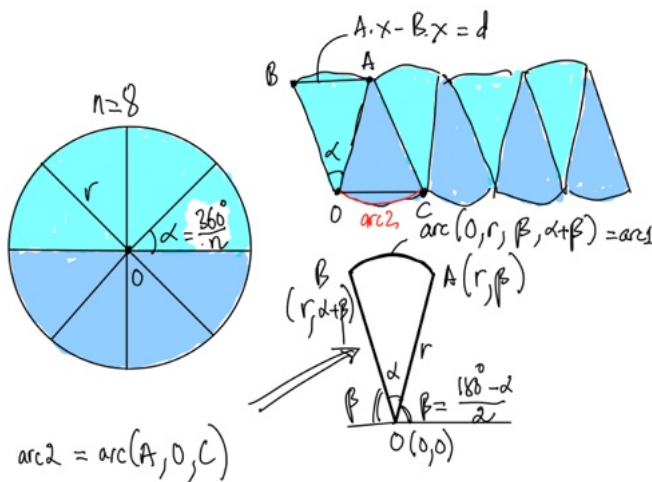 A.x-B.x = d
B
A
n=8
r
α = 360°/n
O
α
O
C
arc2
arc(O, r, β, α+β) = arc1
B
(r, α+β)
A(r, β)
α
r
β
β = 180°-α/2
O(0,0)
arc2 = arc(A, O, C)